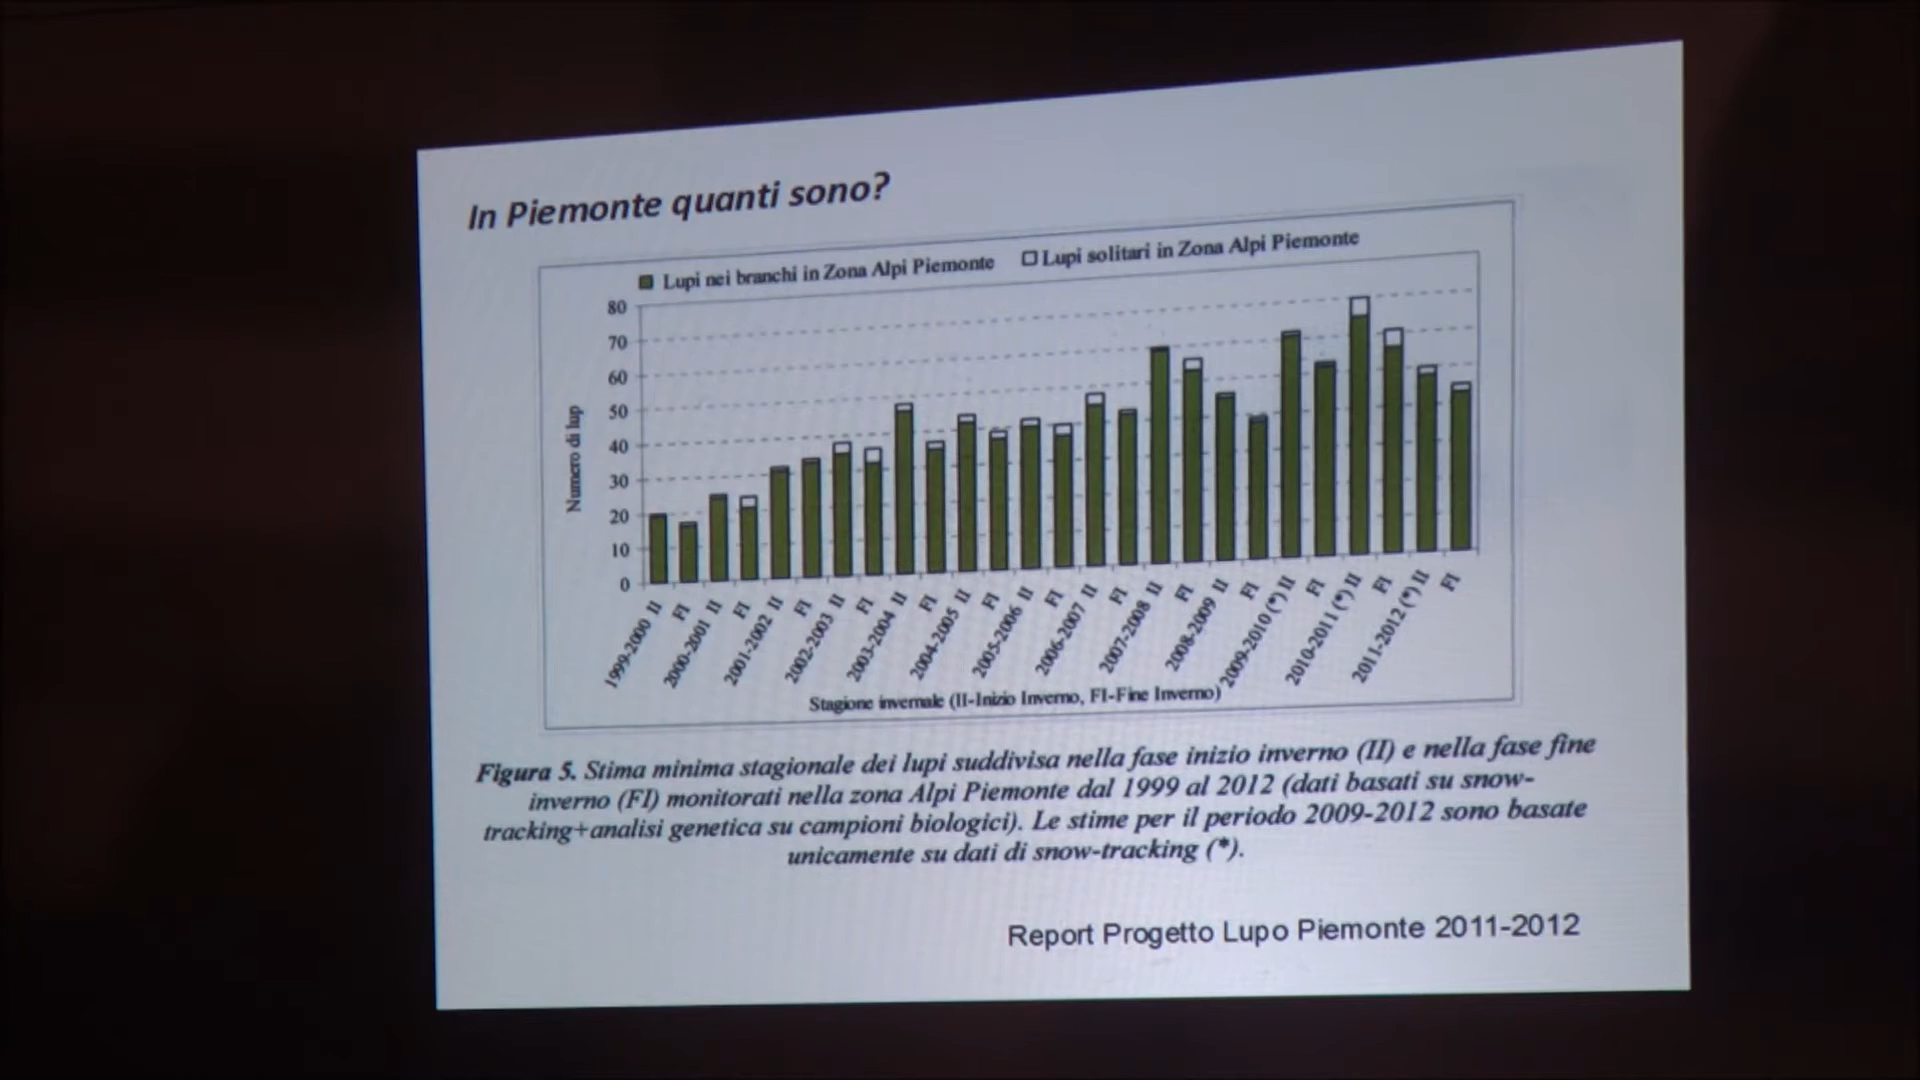 In Piemonte quanti sono?
Lupi nei branchi in Zona Alpi Piemonte
Lupi solitari in Zona Alpi Piemonte
80
70
60
50
40
30
20
10
0
Numero di lup
1999-2000 II
FI
2000-2001 II
FI
2001-2002 II
FI
2002-2003 II
FI
2003-2004 II
FI
2004-2005 II
FI
2005-2006 II
FI
2006-2007 II
FI
2007-2008 II
FI
2008-2009 II
FI
2009-2010 (*) II
FI
2010-2011 (*) II
FI
2011-2012 (*) II
FI
Stagione invernale (II-Inizio Inverno, FI-Fine Inverno)
Figura 5. Stima minima stagionale dei lupi suddivisa nella fase inizio inverno (II) e nella fase fine
inverno (FI) monitorati nella zona Alpi Piemonte dal 1999 al 2012 (dati basati su snow-
tracking+analisi genetica su campioni biologici). Le stime per il periodo 2009-2012 sono basate
unicamente su dati di snow-tracking (*).
Report Progetto Lupo Piemonte 2011-2012